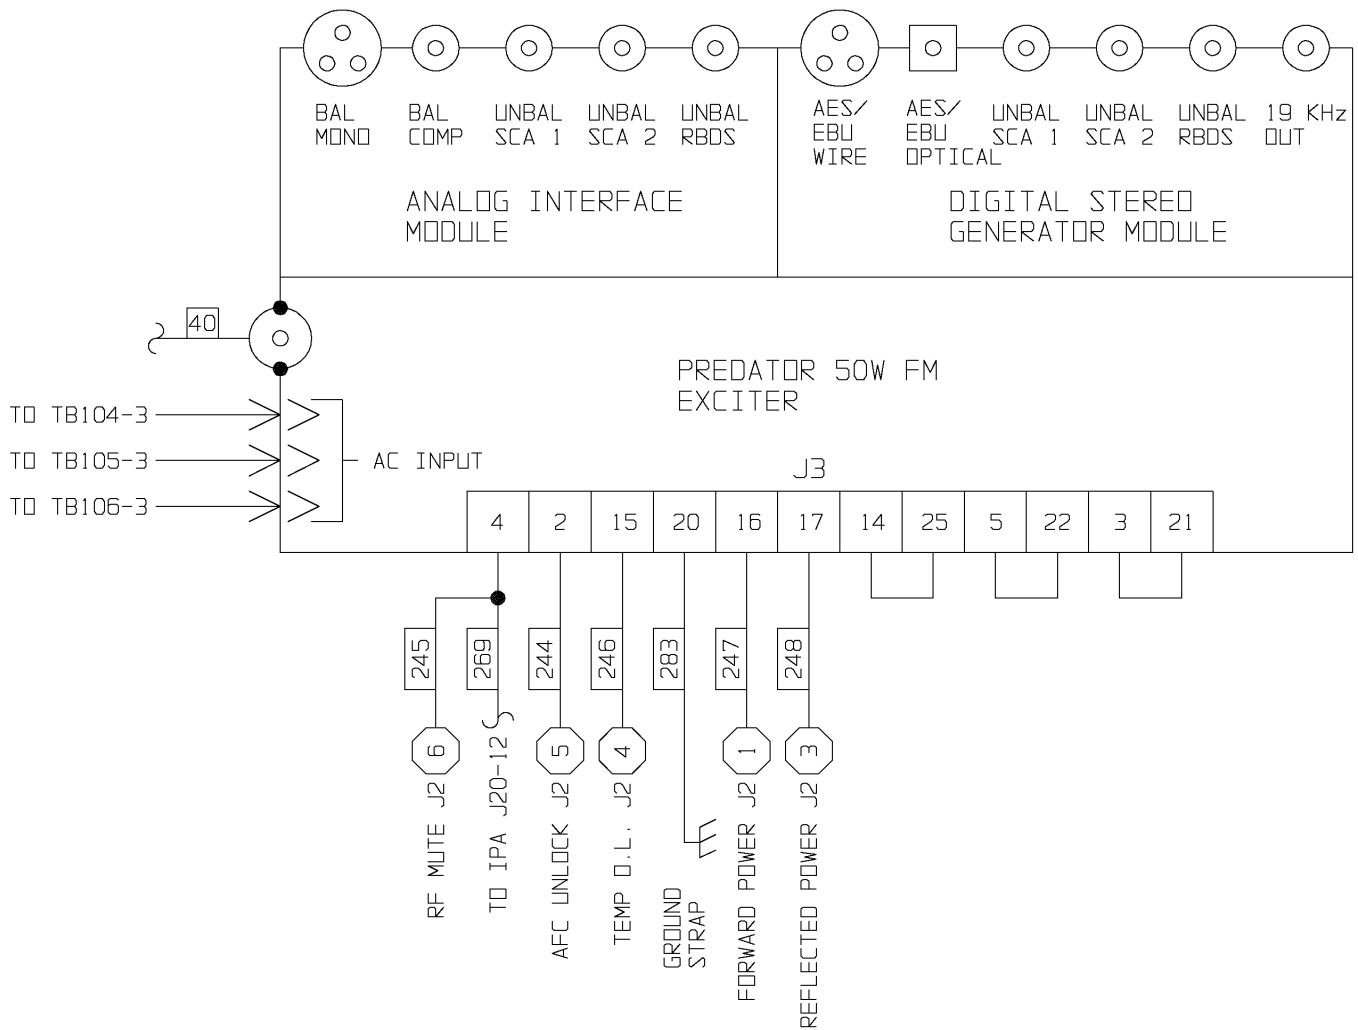 BAL
MONO
BAL
COMP
UNBAL
SCA 1
UNBAL
SCA 2
UNBAL
RBDS
AES/
EBU
WIRE
AES/
EBU
OPTICAL
UNBAL
SCA 1
UNBAL
SCA 2
UNBAL
RBDS
19 KHz
OUT
ANALOG INTERFACE
MODULE
DIGITAL STEREO
GENERATOR MODULE
40
PREDATOR 50W FM
EXCITER
TO TB104-3
TO TB105-3
TO TB106-3
AC INPUT
J3
4 2 15 20 16 17 14 25 5 22 3 21
245
269
244
246
283
247
248
6
5
4
1
3
RF MUTE J2
TO IPA J20-12
AFC UNLOCK J2
TEMP O.L. J2
GROUND
STRAP
FORWARD POWER J2
REFLECTED POWER J2